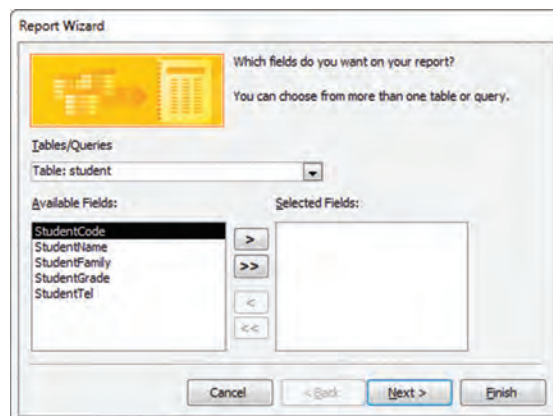 Report Wizard
Which fields do you want on your report?
You can choose from more than one table or query.
Tables/Queries
Table: student
Available Fields:
Selected Fields:
StudentCode
StudentName
StudentFamily
StudentGrade
StudentTel
>
>>
<
<<
Cancel
< Back
Next >
Finish